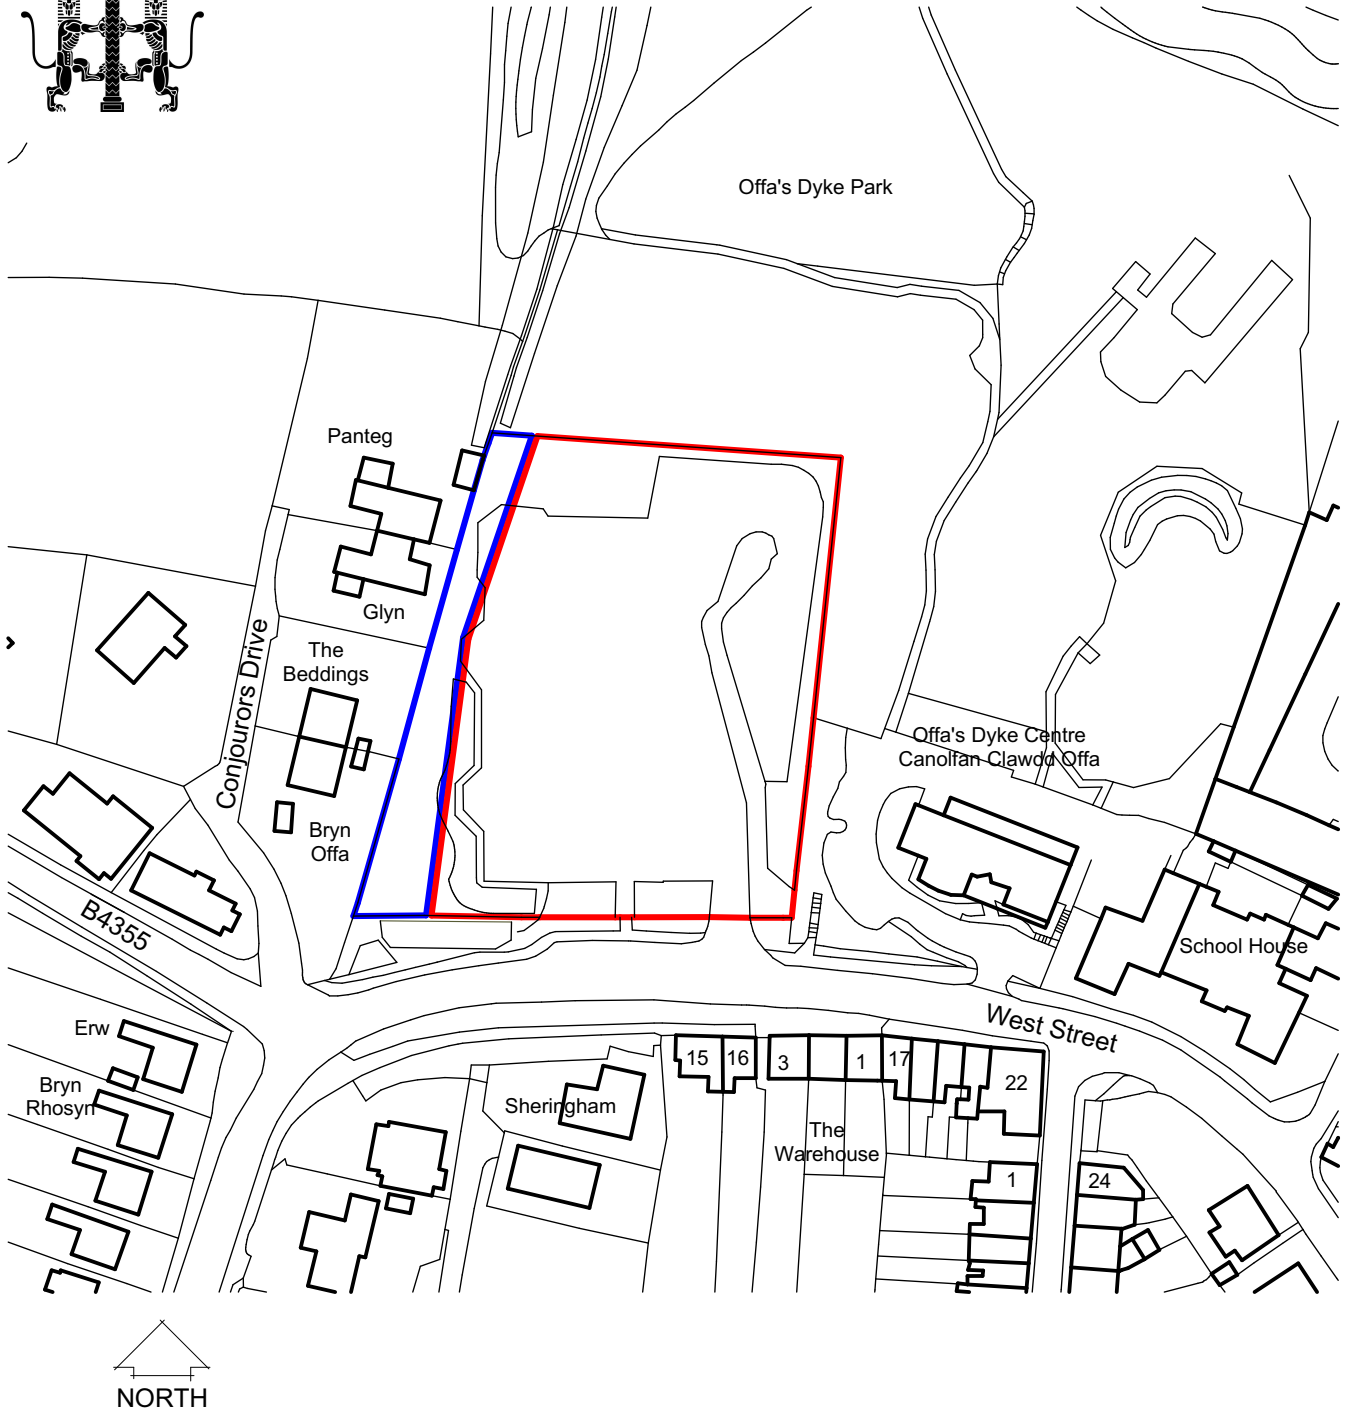 Offa's Dyke Park
Panteg
Glyn
The
Beddings
Conjourors Drive
Offa's Dyke Centre
Canolfan Clawdd Offa
Bryn
Offa
B4355
School House
West Street
Erw
Bryn
Rhosyn
15
16
3
1
17
22
Sheringham
The
Warehouse
1
24
NORTH